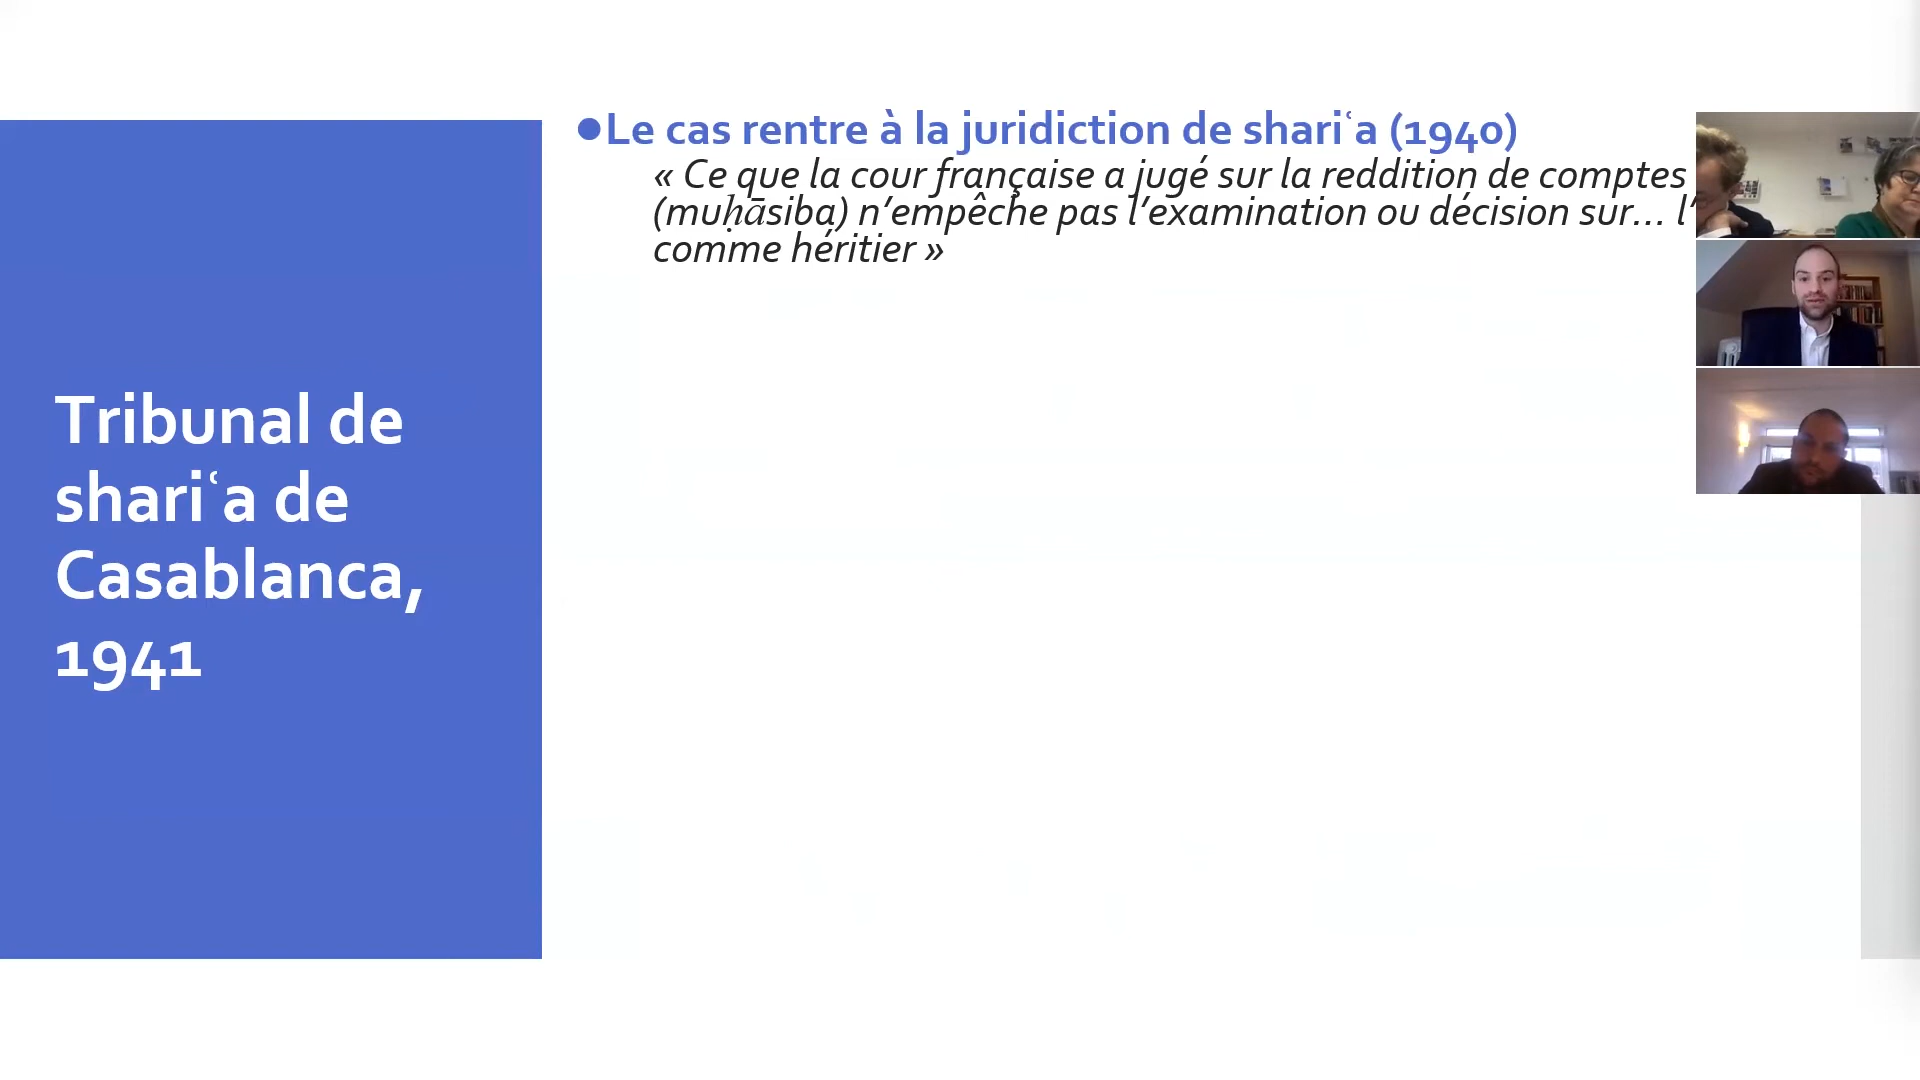 Tribunal de
shariʿa de
Casablanca,
1941
●Le cas rentre à la juridiction de shariʿa (1940)
« Ce que la cour française a jugé sur la reddition de comptes
(muḥāsiba) n’empêche pas l’examination ou décision sur... l’
comme héritier »